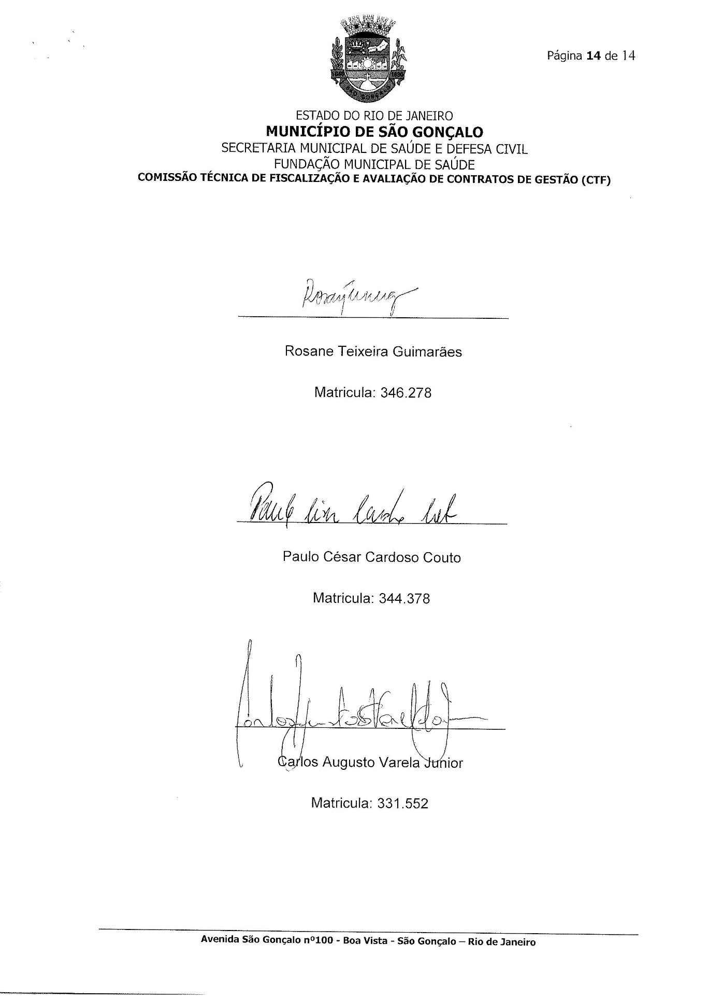 Página 14 de 14
SÃO GONÇALO
ESTADO DO RIO DE JANEIRO
MUNICÍPIO DE SÃO GONÇALO
SECRETARIA MUNICIPAL DE SAÚDE E DEFESA CIVIL
FUNDAÇÃO MUNICIPAL DE SAÚDE
COMISSÃO TÉCNICA DE FISCALIZAÇÃO E AVALIAÇÃO DE CONTRATOS DE GESTÃO (CTF)
Rosane Teixeira Guimarães
Matricula: 346.278
Paulo César Cardoso Couto
Matricula: 344.378
Carlos Augusto Varela Junior
Matricula: 331.552
Avenida São Gonçalo nº100 - Boa Vista - São Gonçalo – Rio de Janeiro